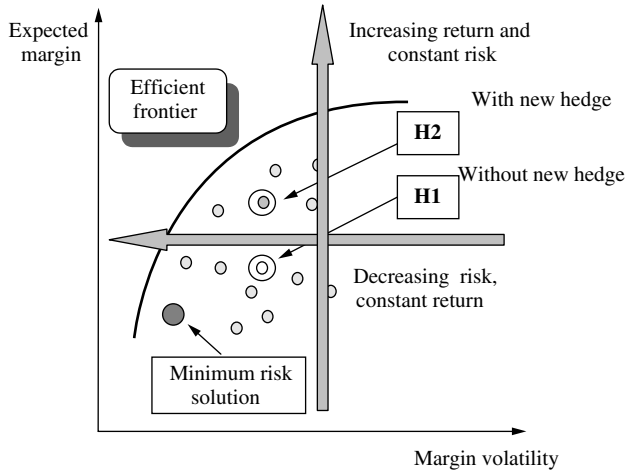 Expected
margin
Increasing return and
constant risk
Efficient
frontier
With new hedge
H2
Without new hedge
H1
Decreasing risk,
constant return
Minimum risk
solution
Margin volatility